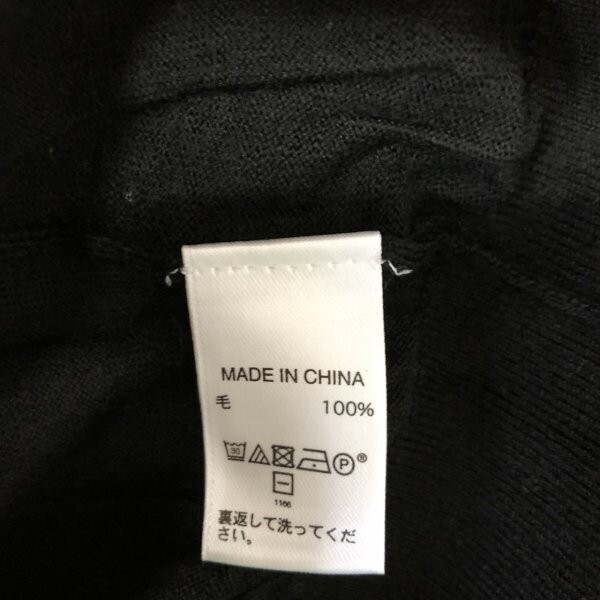 MADE IN CHINA
毛 100%
30 P ®
1166
裏返して洗ってくだ
さい。